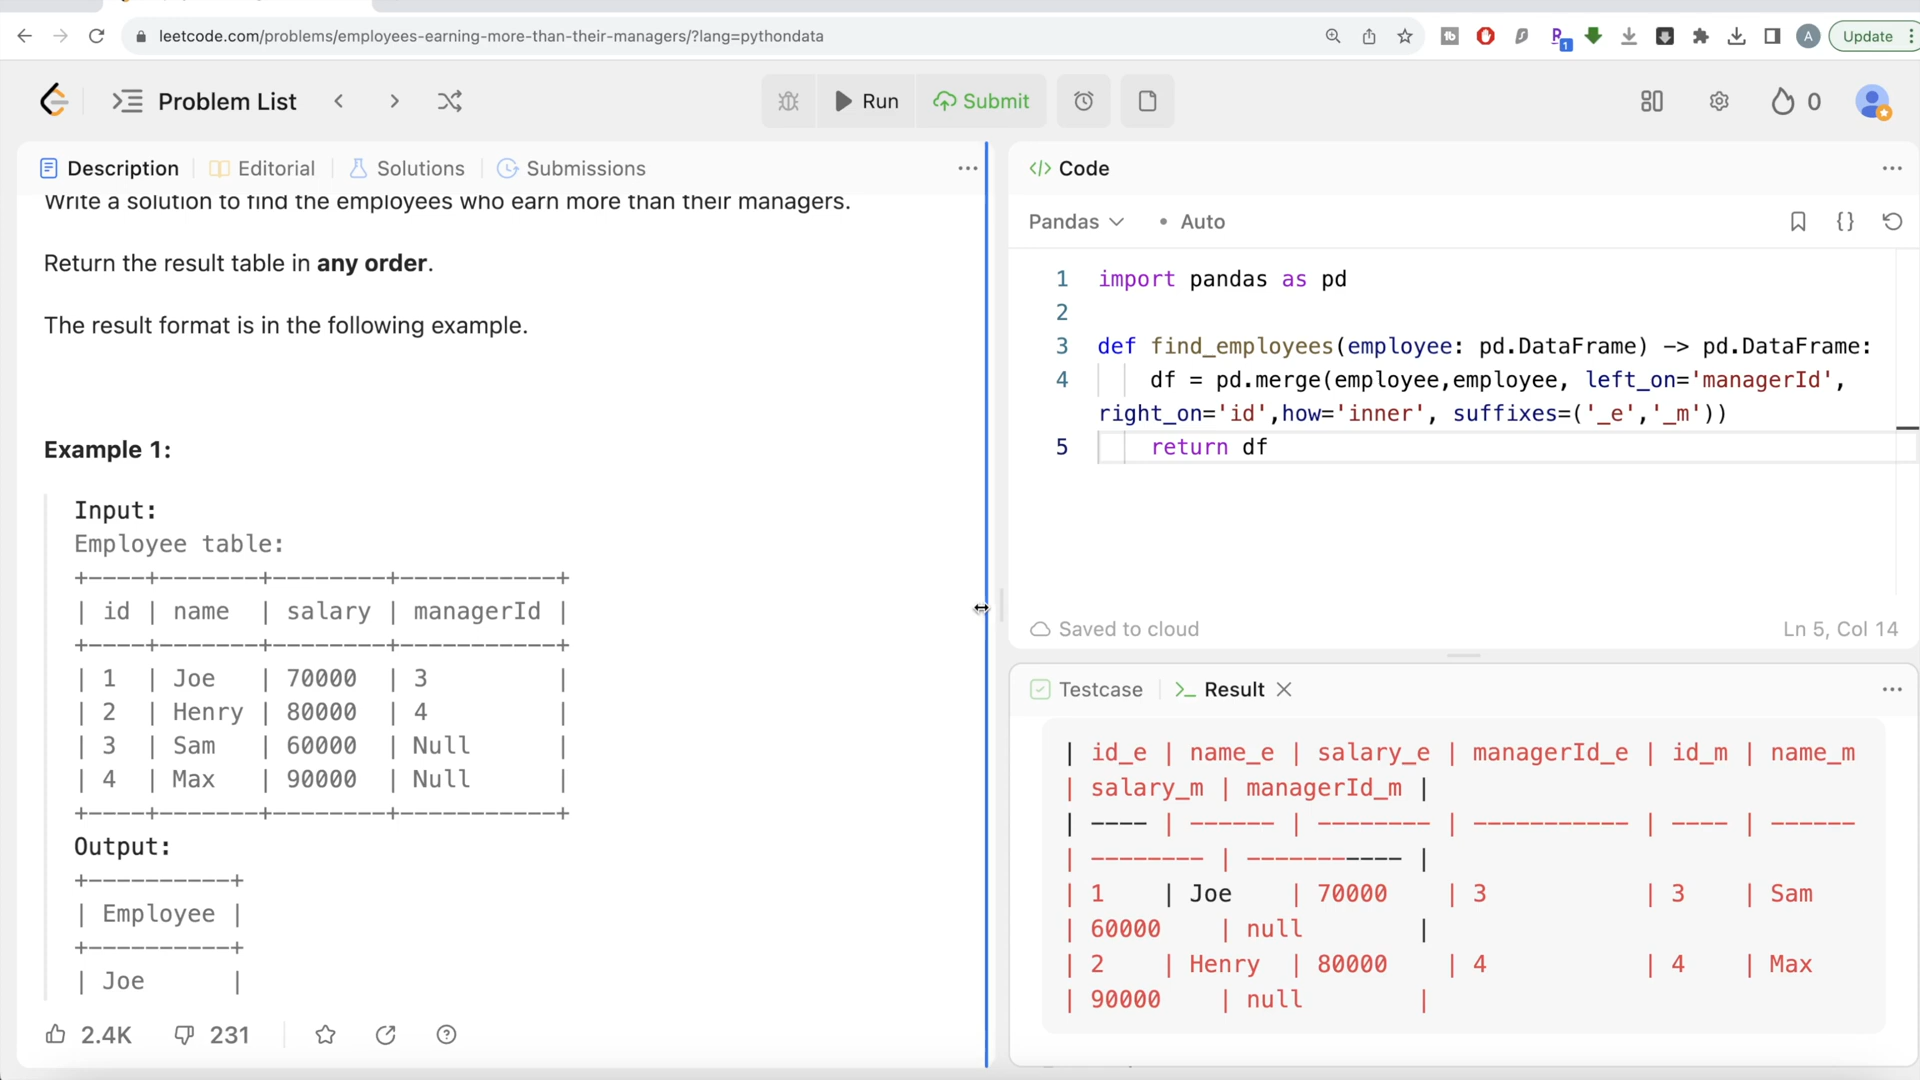 leetcode.com/problems/employees-earning-more-than-their-managers/?lang=pythondata
tb
R
1
A
Update
Problem List
Run
Submit
0
Description
Editorial
Solutions
Submissions
Write a solution to find the employees who earn more than their managers.
Return the result table in any order.
The result format is in the following example.
Example 1:
Input:
Employee table:
+----+-------+--------+-----------+
| id | name  | salary | managerId |
+----+-------+--------+-----------+
| 1  | Joe   | 70000  | 3         |
| 2  | Henry | 80000  | 4         |
| 3  | Sam   | 60000  | Null      |
| 4  | Max   | 90000  | Null      |
+----+-------+--------+-----------+
Output:
+----------+
| Employee |
+----------+
| Joe      |
2.4K
231
</> Code
Pandas
• Auto
{}
1 import pandas as pd
2
3 def find_employees(employee: pd.DataFrame) -> pd.DataFrame:
4     df = pd.merge(employee,employee, left_on='managerId',
right_on='id',how='inner', suffixes=('_e','_m'))
5     return df
Saved to cloud
Ln 5, Col 14
Testcase
>_ Result
| id_e | name_e | salary_e | managerId_e | id_m | name_m
| salary_m | managerId_m |
| ---- | ------ | -------- | ----------- | ---- | ------
| -------- | ----------- |
| 1    | Joe    | 70000    | 3           | 3    | Sam
| 60000    | null        |
| 2    | Henry  | 80000    | 4           | 4    | Max
| 90000    | null        |